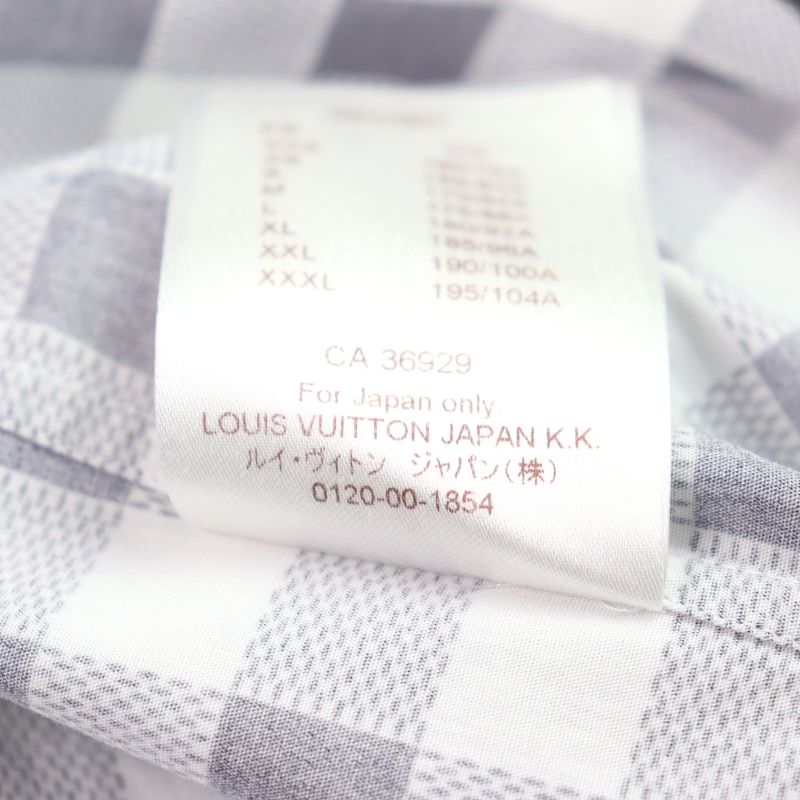 L
XL 185/96A
XXL 190/100A
XXXL 195/104A
CA 36929
For Japan only.
LOUIS VUITTON JAPAN K.K.
ルイ・ヴィトン ジャパン(株)
0120-00-1854